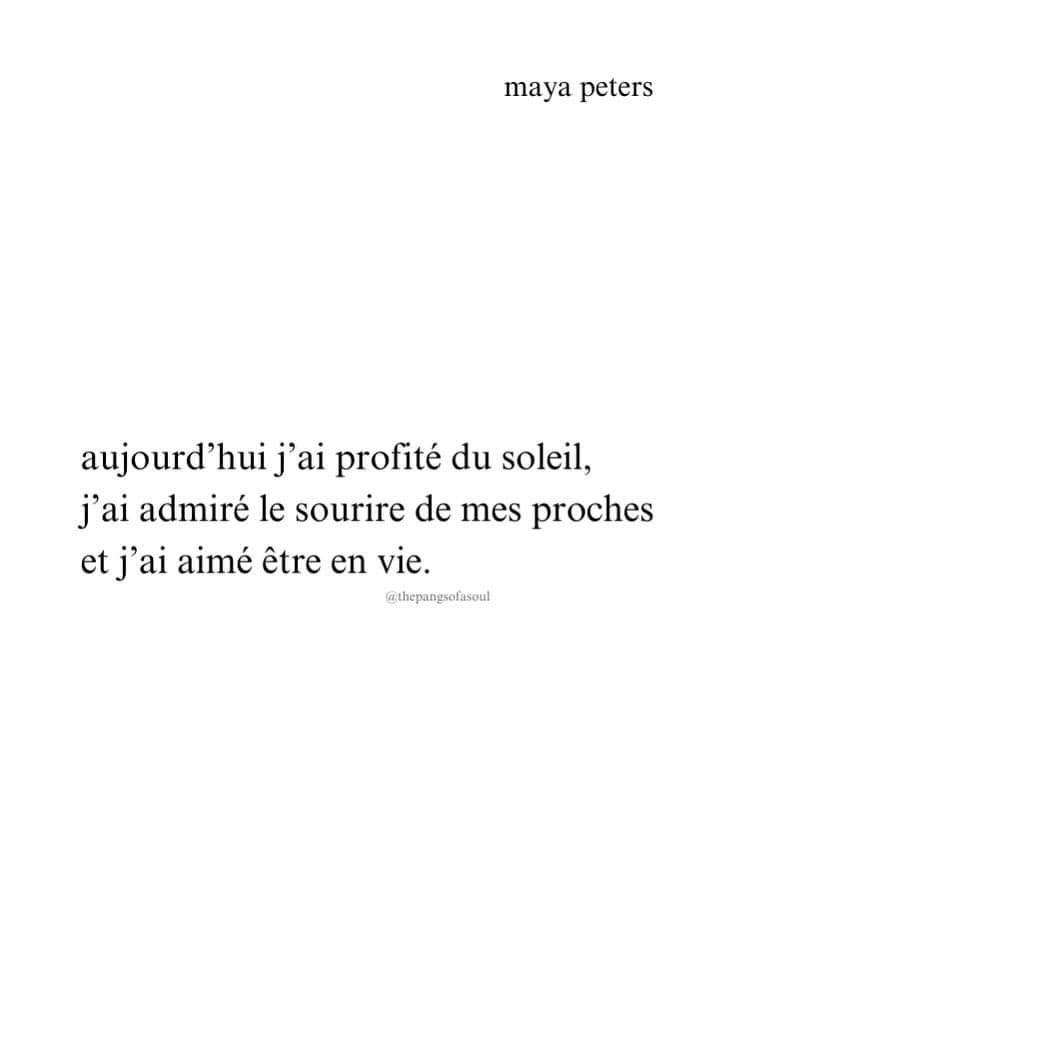 maya peters
aujourd’hui j’ai profité du soleil,
j’ai admiré le sourire de mes proches
et j’ai aimé être en vie.
@thepangsofasoul